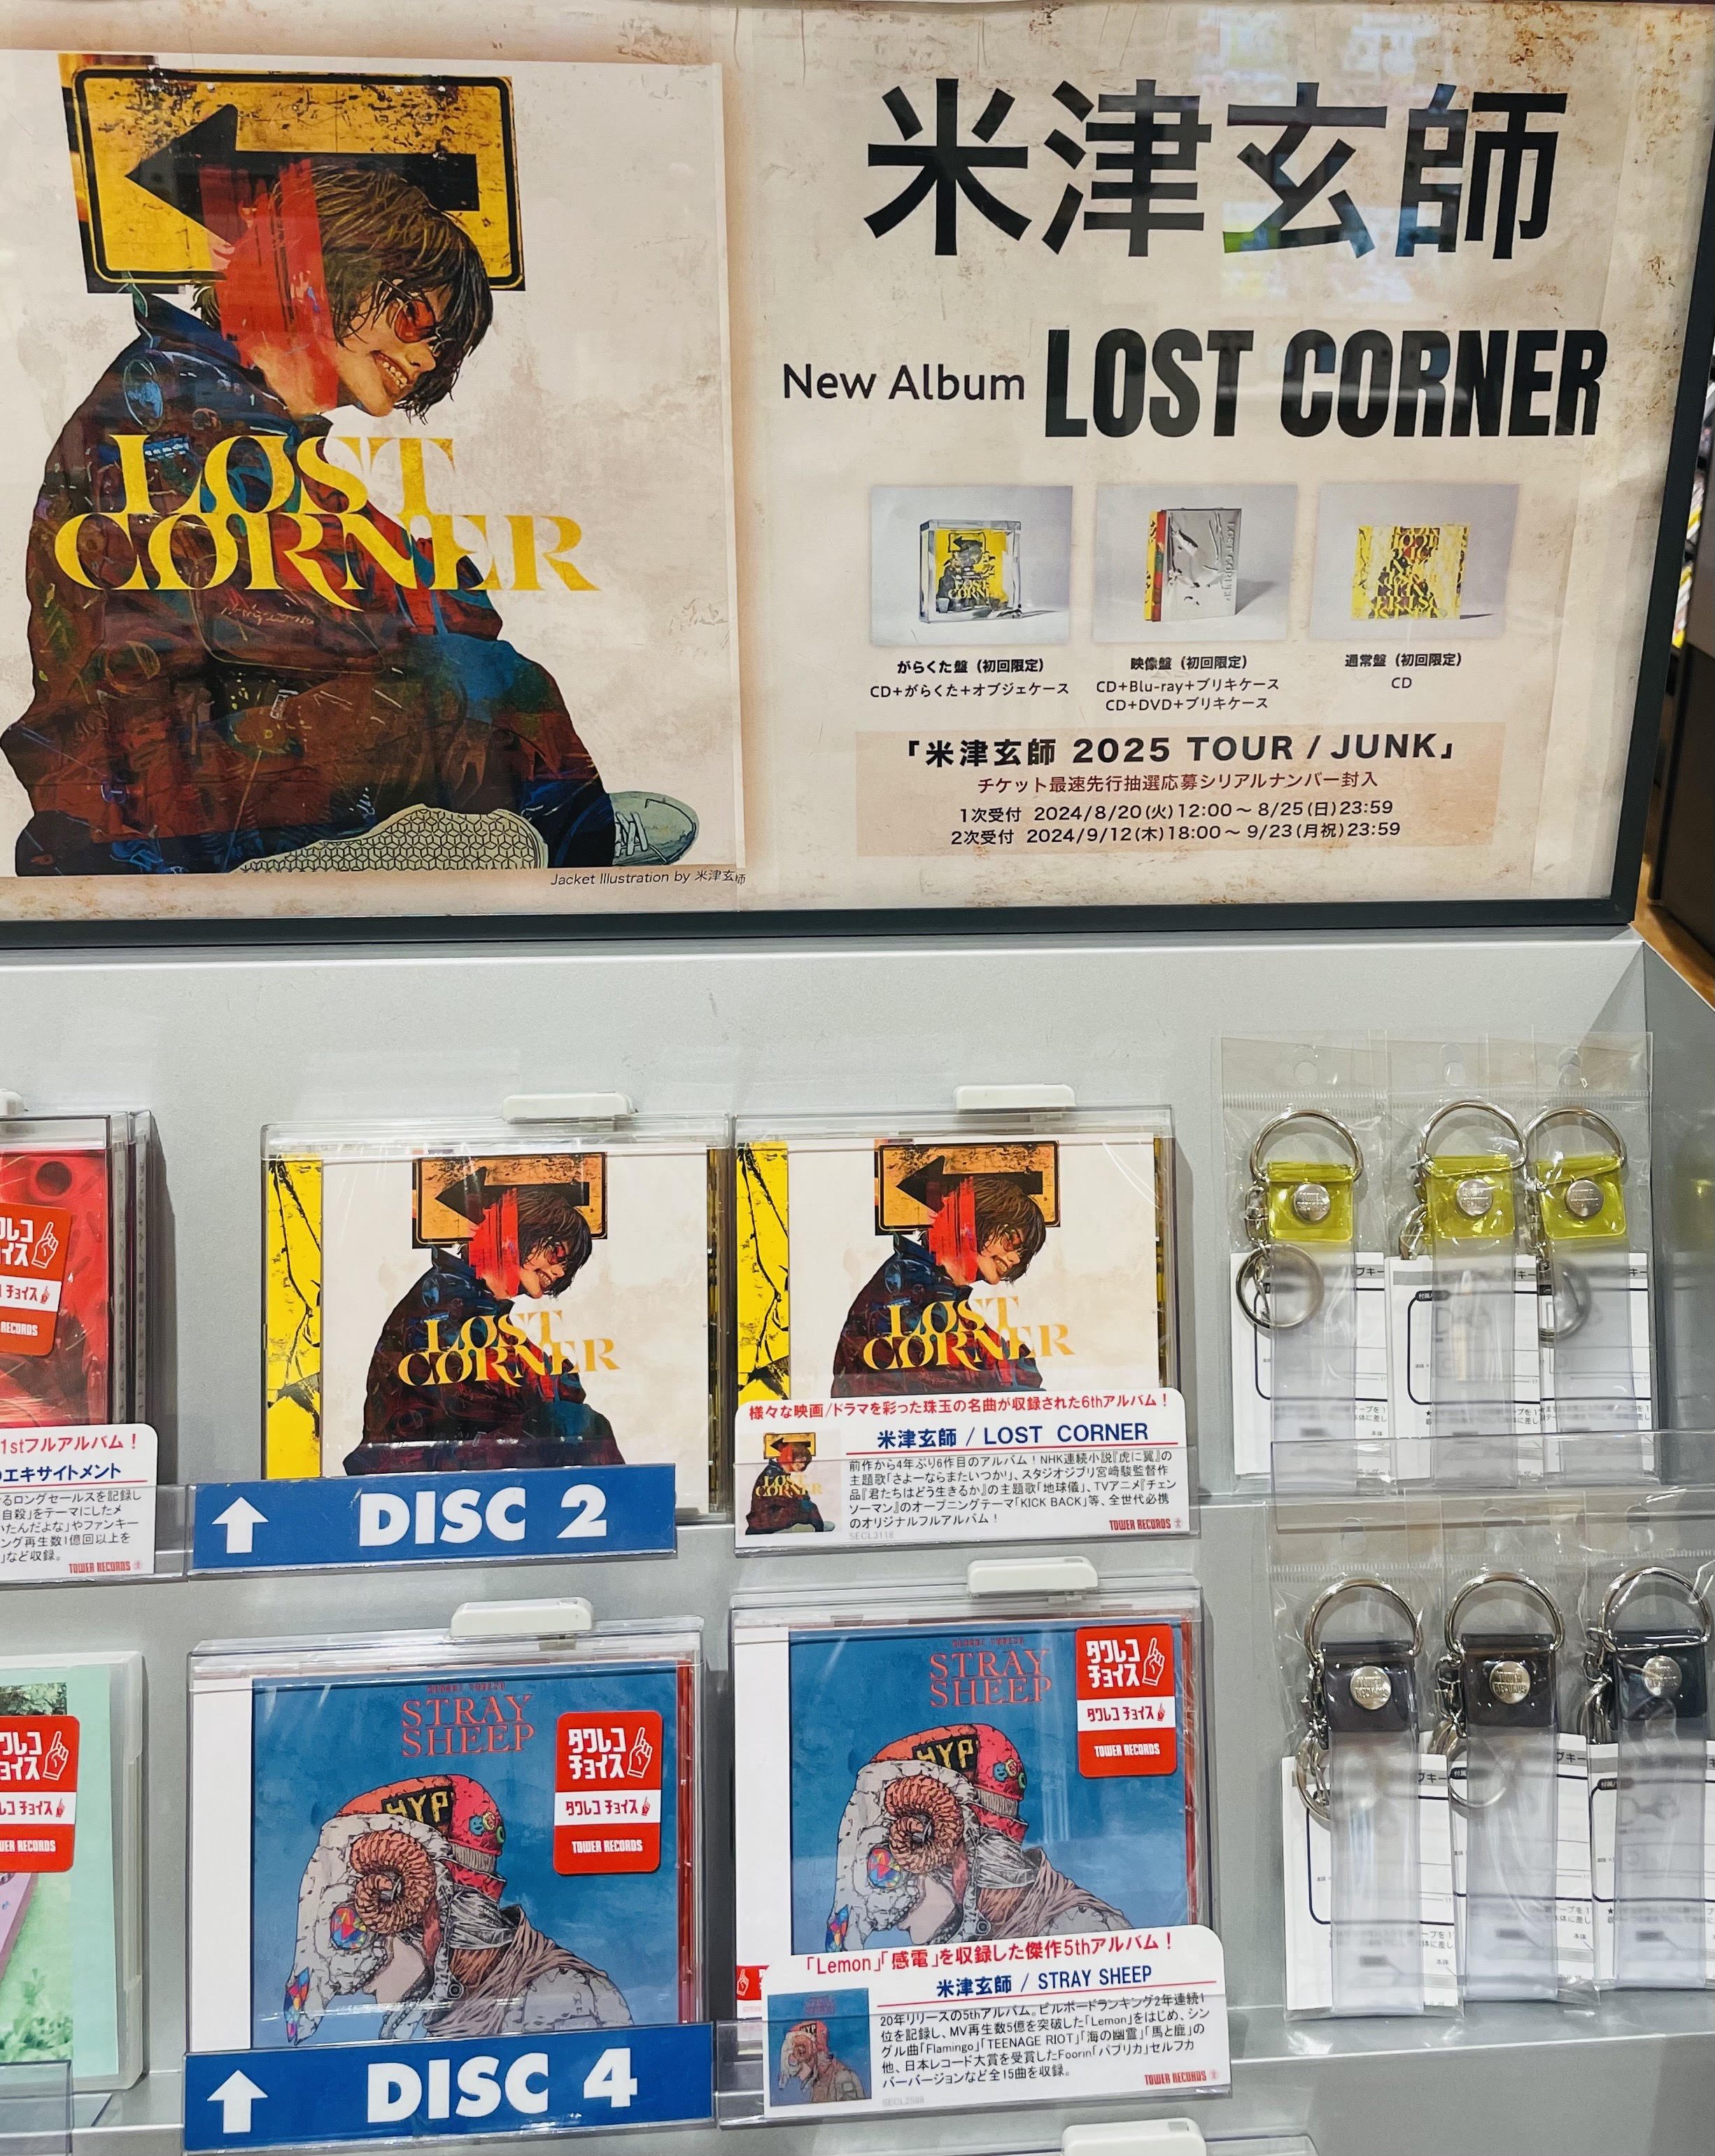 米津玄師
New Album LOST CORNER
LOST
CORNER
がらくた盤（初回限定）
CD+がらくた+オブジェケース
映像盤（初回限定）
CD+Blu-ray+ブリキケース
CD+DVD+ブリキケース
通常盤（初回限定）
CD
「米津玄師 2025 TOUR / JUNK」
チケット最速先行抽選応募シリアルナンバー封入
1次受付 2024/8/20(火)12:00～8/25(日)23:59
2次受付 2024/9/12(木)18:00～9/23(月祝)23:59
Jacket Illustration by 米津玄師
チョイス
RECORDS
1stフルアルバム！
エキサイトメント
るロングセールスを記録し
自殺」をテーマにしたメ
いたんだよな」やファンキー
ング再生数1億回以上を
」など収録。
TOWER RECORDS
LOST
CORNER
DISC 2
LOST
CORNER
様々な映画/ドラマを彩った珠玉の名曲が収録された6thアルバム！
米津玄師 / LOST CORNER
前作から4年ぶり6作目のアルバム！NHK連続小説『虎に翼』の
主題歌「さよーならまたいつか!」、スタジオジブリ宮﨑駿監督作
品『君たちはどう生きるか』の主題歌「地球儀」、TVアニメ『チェン
ソーマン』のオープニングテーマ「KICK BACK」等、全世代必携
のオリジナルフルアルバム！
SECL3118
TOWER RECORDS
チョイス
RECORDS
STRAY
SHEEP
HYP
タワレコ
チョイス
タワレコ チョイス
TOWER RECORDS
DISC 4
STRAY
SHEEP
HYP
タワレコ
チョイス
タワレコ チョイス
TOWER RECORDS
「Lemon」「感電」を収録した傑作5thアルバム！
米津玄師 / STRAY SHEEP
20年リリースの5thアルバム。ビルボードランキング2年連続1
位を記録し、MV再生数5億を突破した「Lemon」をはじめ、シン
グル曲「Flamingo」「TEENAGE RIOT」「海の幽霊」「馬と鹿」の
他、日本レコード大賞を受賞したFoorin「パプリカ」セルフカ
バーバージョンなど全15曲を収録。
TOWER RECORDS
TOWER
RECORDS